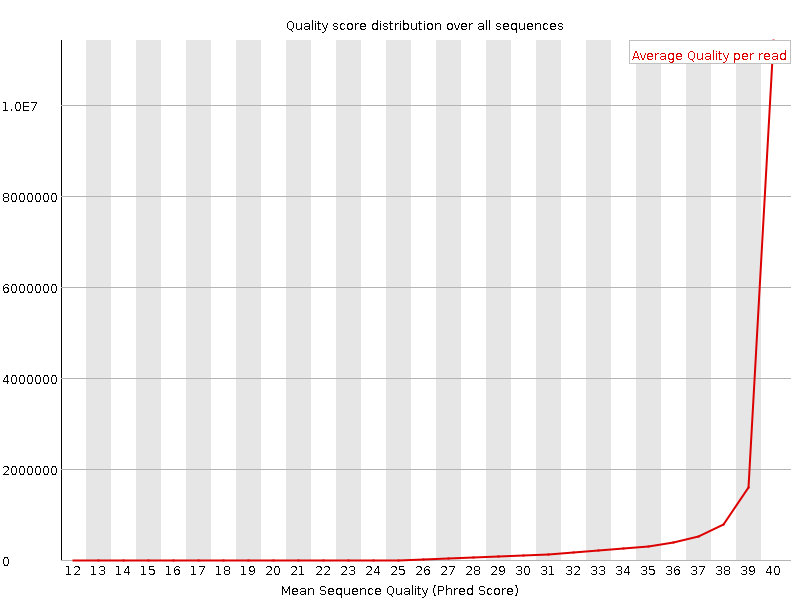 Quality score distribution over all sequences
Average Quality per read
1.0E7
8000000
6000000
4000000
2000000
0
12 13 14 15 16 17 18 19 20 21 22 23 24 25 26 27 28 29 30 31 32 33 34 35 36 37 38 39 40
Mean Sequence Quality (Phred Score)